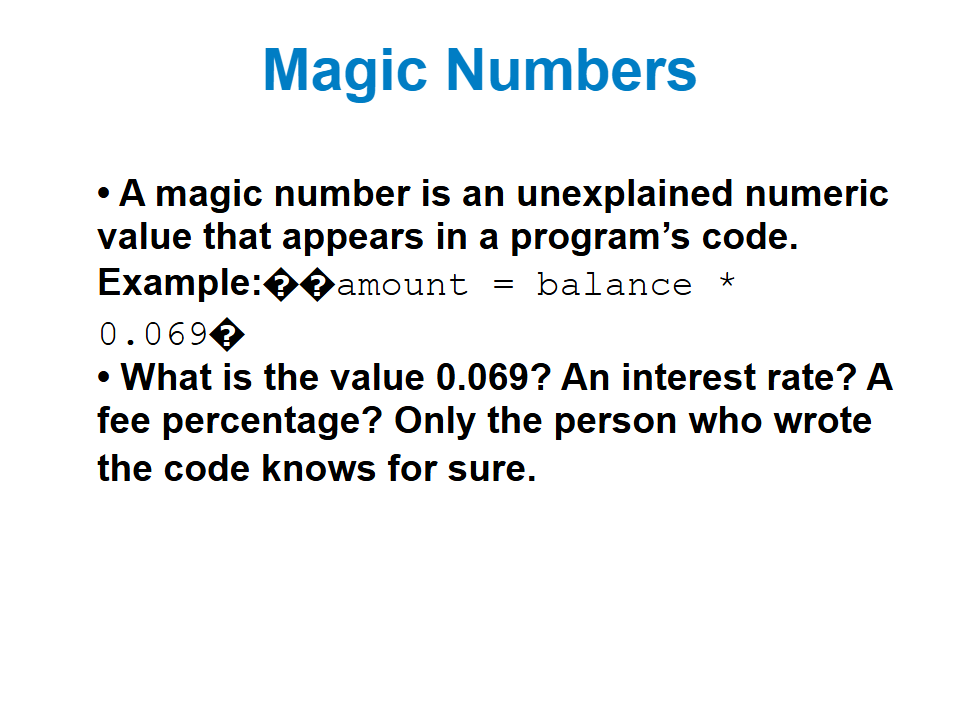 Magic Numbers
• A magic number is an unexplained numeric
value that appears in a program’s code.
Example:��amount = balance *
0.069�
• What is the value 0.069? An interest rate? A
fee percentage? Only the person who wrote
the code knows for sure.